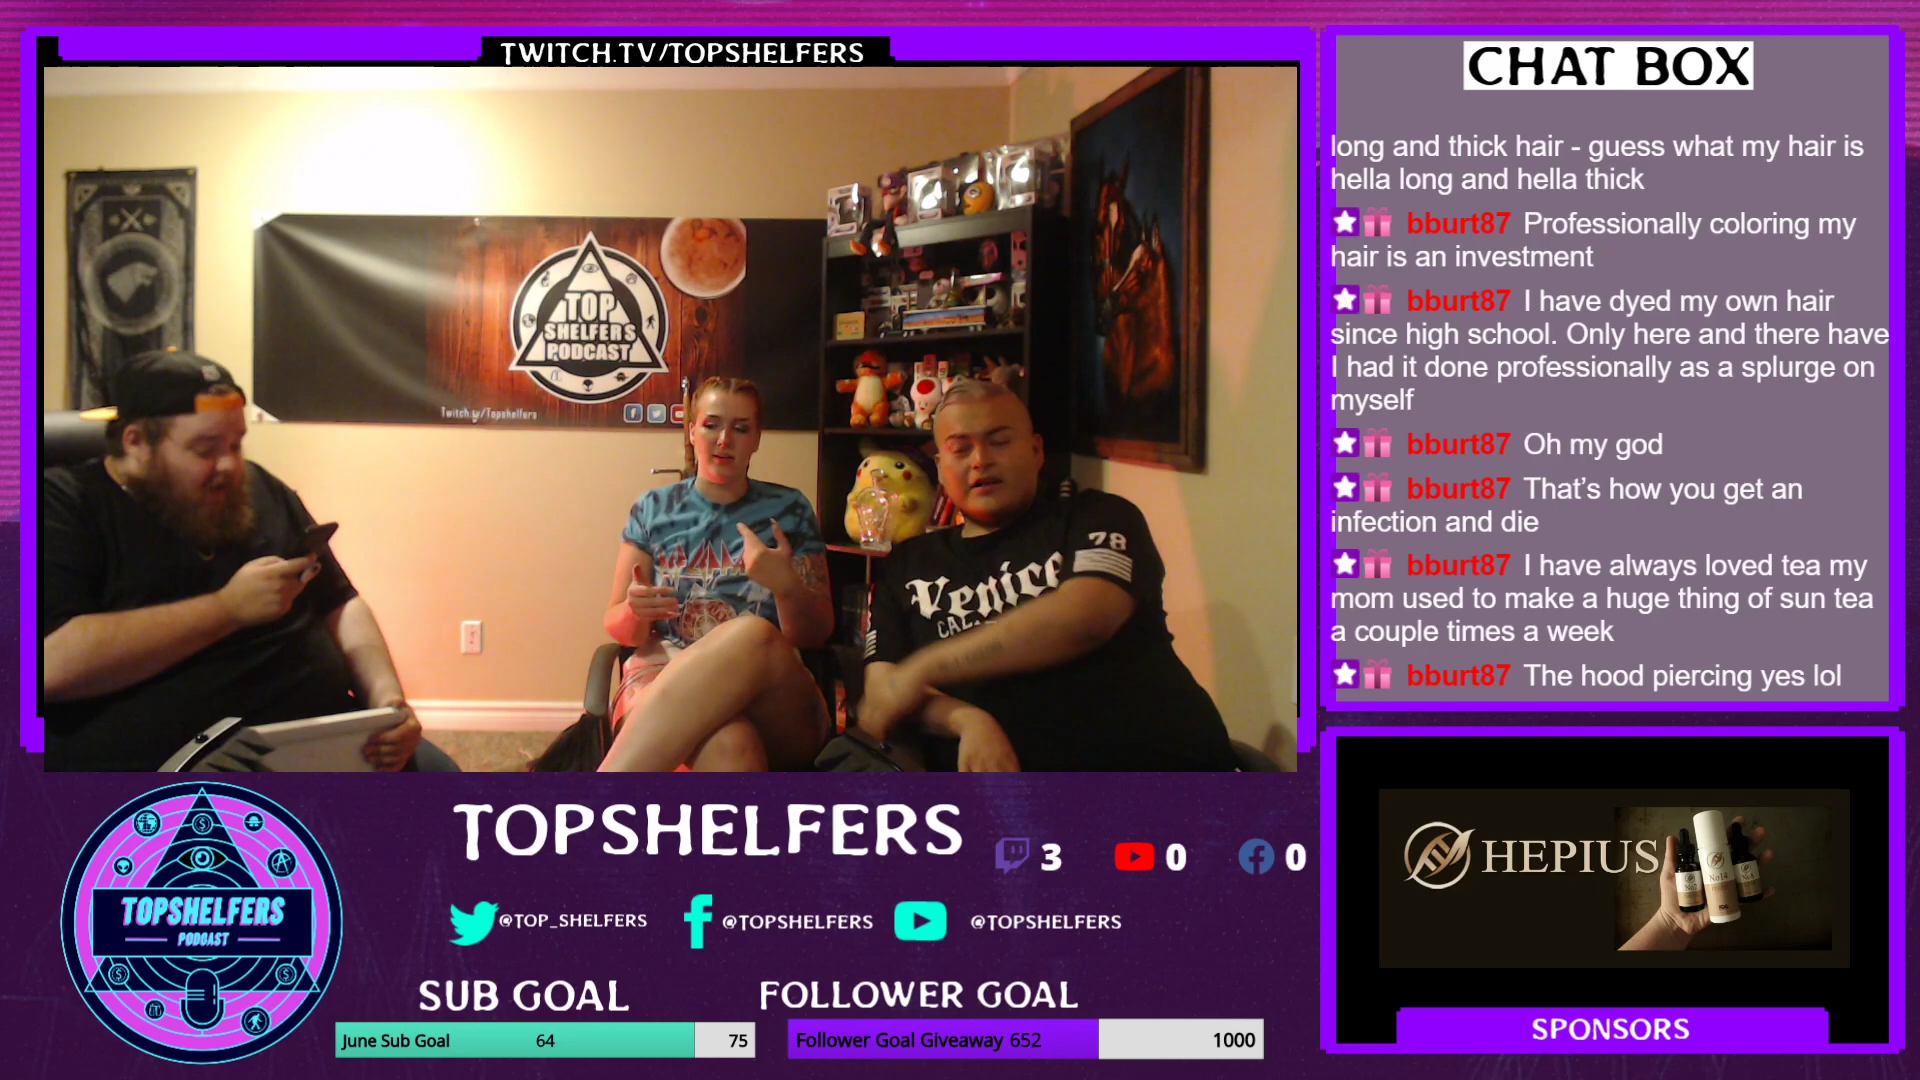 TWITCH.TV/TOPSHELFERS
CHAT BOX
long and thick hair - guess what my hair is
hella long and hella thick
bburt87 Professionally coloring my
hair is an investment
bburt87 I have dyed my own hair
since high school. Only here and there have
I had it done professionally as a splurge on
myself
bburt87 Oh my god
bburt87 That’s how you get an
infection and die
bburt87 I have always loved tea my
mom used to make a huge thing of sun tea
a couple times a week
bburt87 The hood piercing yes lol
TOP
SHELFERS
PODCAST
Twitch.tv/Topshelfers
Venice
78
TOPSHELFERS
3
0
0
@TOP_SHELFERS
@TOPSHELFERS
@TOPSHELFERS
TOPSHELFERS
PODCAST
SUB GOAL
June Sub Goal 64 75
FOLLOWER GOAL
Follower Goal Giveaway 652 1000
HEPIUS
No14
SPONSORS